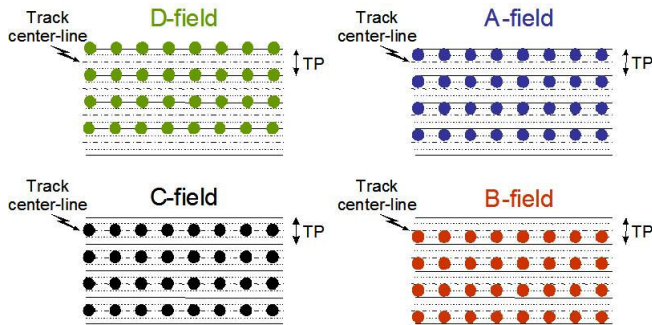 D-field
Track
center-line
TP
A-field
Track
center-line
TP
C-field
Track
center-line
TP
B-field
Track
center-line
TP